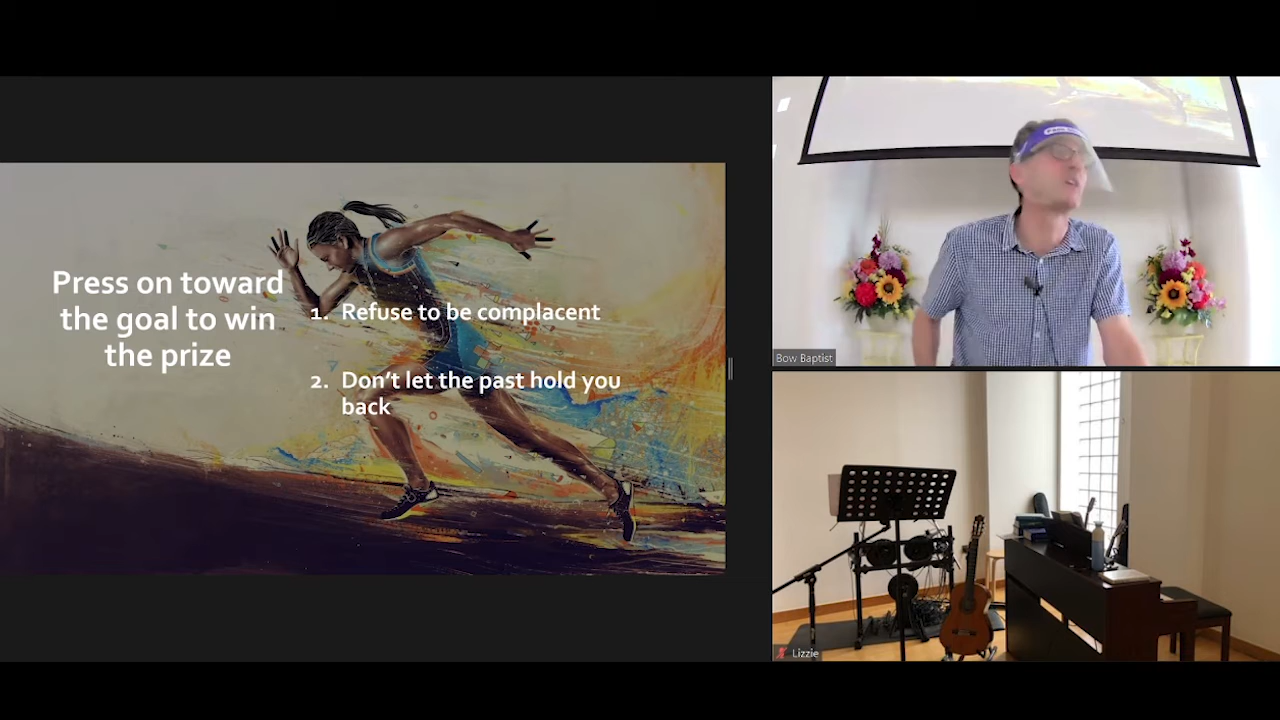 Press on toward
the goal to win
the prize
1. Refuse to be complacent
2. Don't let the past hold you
back
Bow Baptist
Lizzie